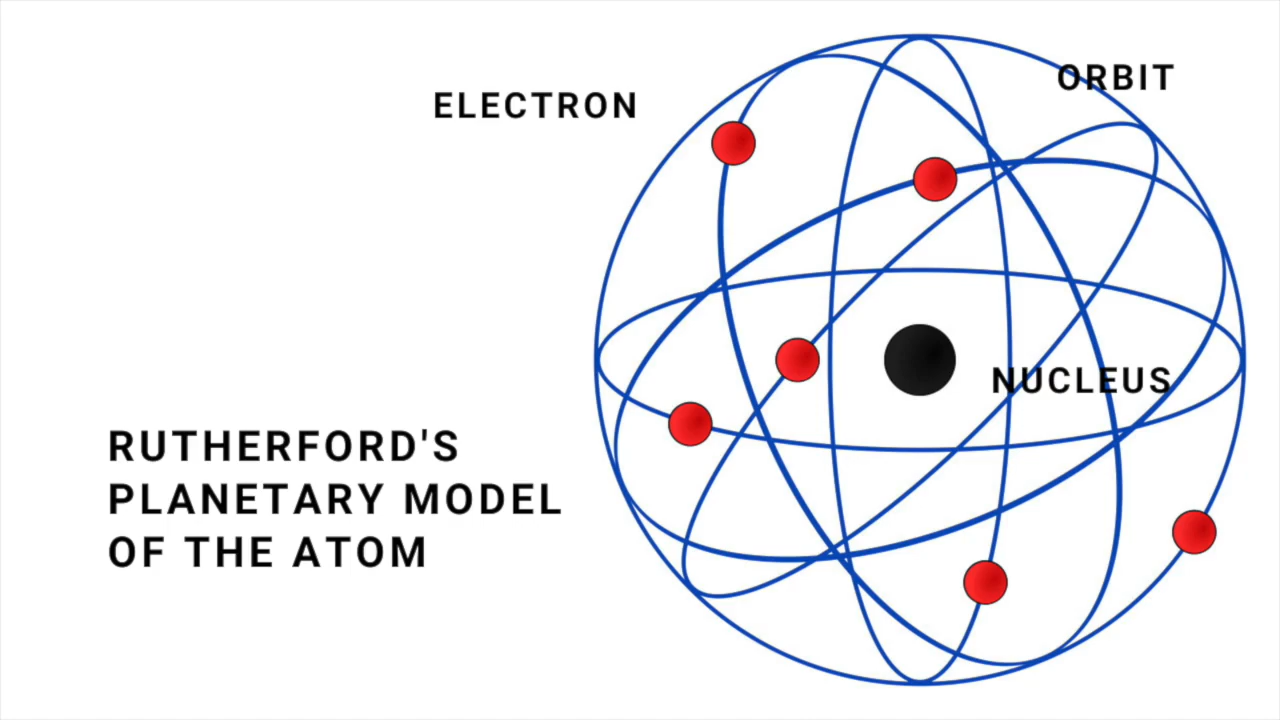 ORBIT
ELECTRON
NUCLEUS
RUTHERFORD'S
PLANETARY MODEL
OF THE ATOM